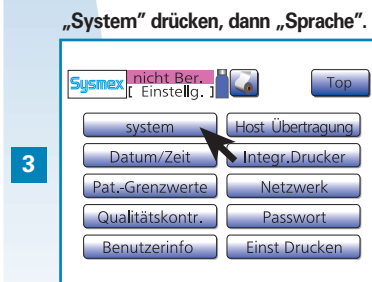 „System” drücken, dann „Sprache”.
Sysmex nicht Ber.
[ Einstellg. ]
Top
system Host Übertragung
3 Datum/Zeit Integr.Drucker
Pat.-Grenzwerte Netzwerk
Qualitätskontr. Passwort
Benutzerinfo Einst Drucken